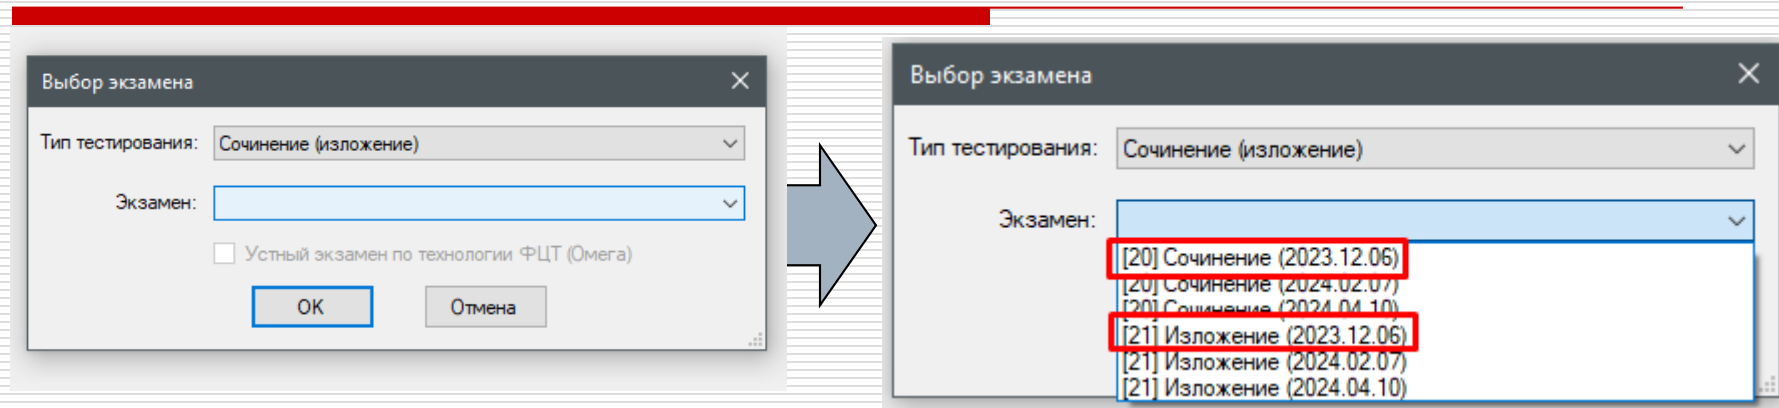 Выбор экзамена
Тип тестирования: Сочинение (изложение)
Экзамен:
Устный экзамен по технологии ФЦТ (Омега)
OK Отмена
Выбор экзамена
Тип тестирования: Сочинение (изложение)
Экзамен:
[20] Сочинение (2023.12.06)
[20] Сочинение (2024.02.07)
[20] Сочинение (2024.04.10)
[21] Изложение (2023.12.06)
[21] Изложение (2024.02.07)
[21] Изложение (2024.04.10)